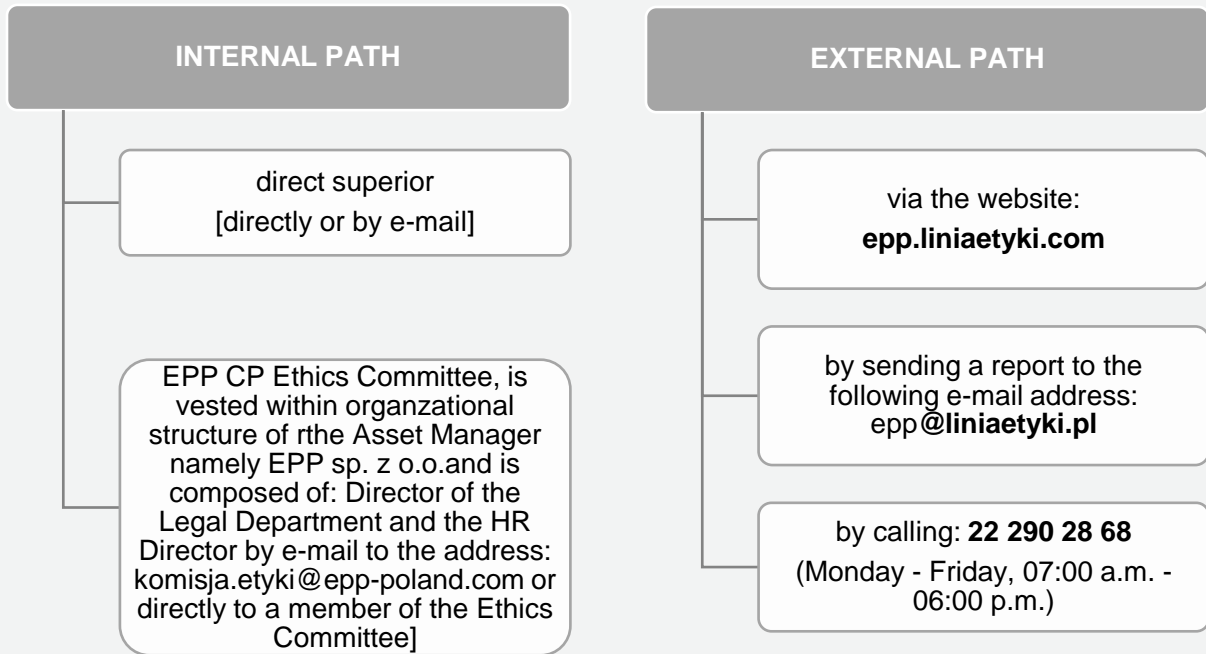 INTERNAL PATH
direct superior
[directly or by e-mail]
EPP CP Ethics Committee, is
vested within organzational
structure of rthe Asset Manager
namely EPP sp. z o.o.and is
composed of: Director of the
Legal Department and the HR
Director by e-mail to the address:
komisja.etyki@epp-poland.com or
directly to a member of the Ethics
Committee]
EXTERNAL PATH
via the website:
epp.liniaetyki.com
by sending a report to the
following e-mail address:
epp@liniaetyki.pl
by calling: 22 290 28 68
(Monday - Friday, 07:00 a.m. -
06:00 p.m.)